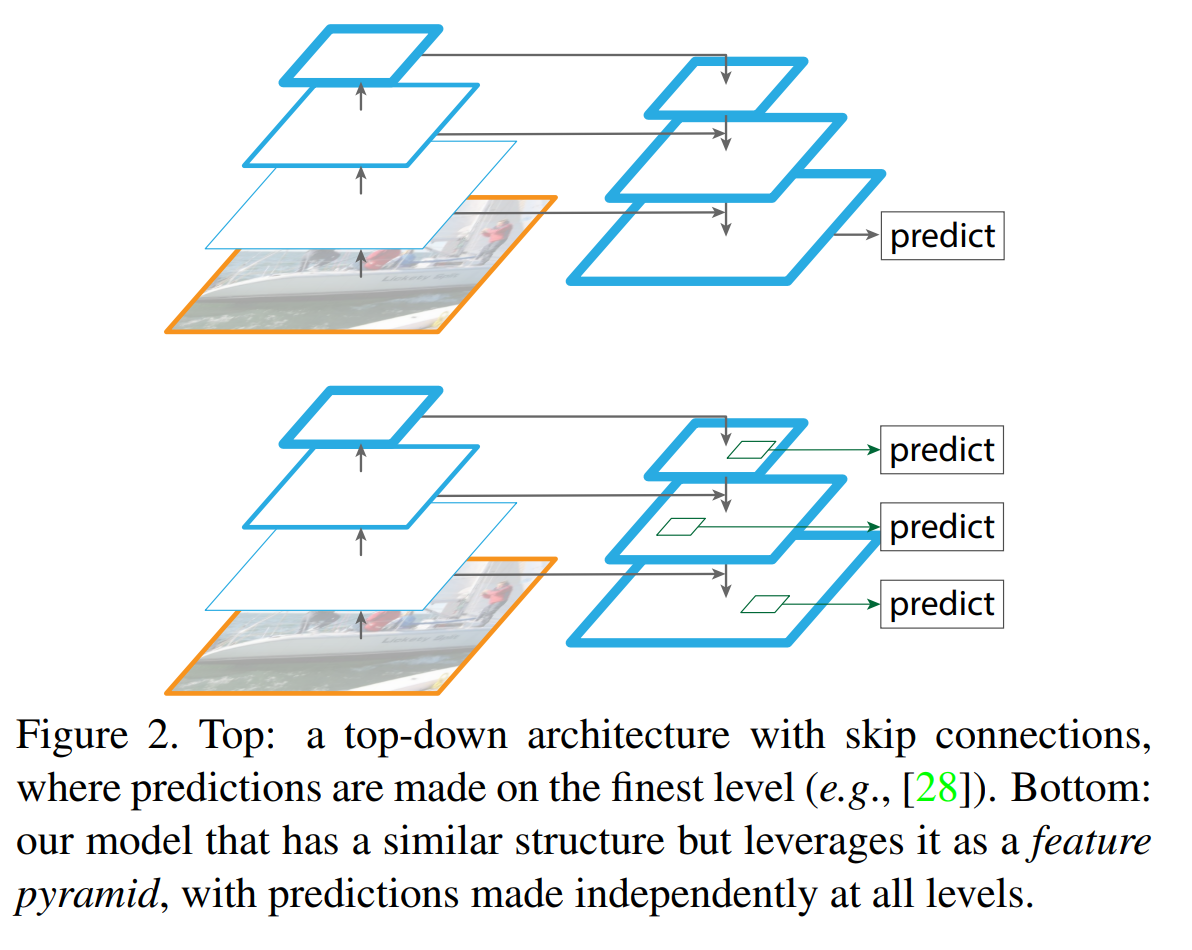 predict
predict
predict
predict
Figure 2. Top: a top-down architecture with skip connections,
where predictions are made on the finest level (e.g., [28]). Bottom:
our model that has a similar structure but leverages it as a feature
pyramid, with predictions made independently at all levels.